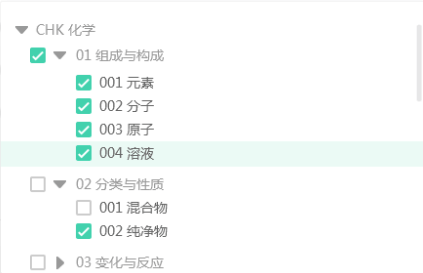 CHK 化学
01 组成与构成
001 元素
002 分子
003 原子
004 溶液
02 分类与性质
001 混合物
002 纯净物
03 变化与反应